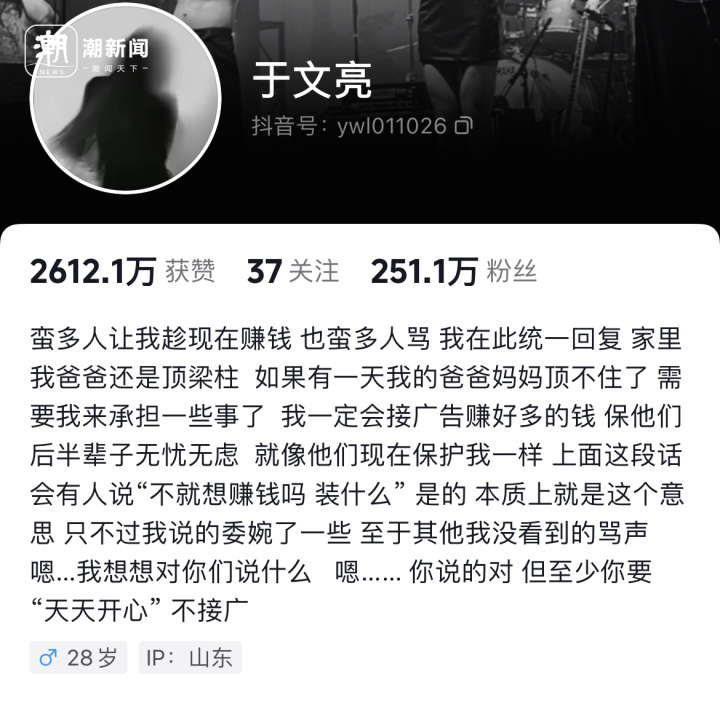 潮
NEWS
潮新闻
潮闻天下
于文亮
抖音号：ywl011026
2612.1万 获赞 37 关注 251.1万 粉丝
蛮多人让我趁现在赚钱 也蛮多人骂 我在此统一回复 家里
我爸爸还是顶梁柱 如果有一天我的爸爸妈妈顶不住了 需
要我来承担一些事了 我一定会接广告赚好多的钱 保他们
后半辈子无忧无虑 就像他们现在保护我一样 上面这段话
会有人说“不就想赚钱吗 装什么” 是的 本质上就是这个意
思 只不过我说的委婉了一些 至于其他我没看到的骂声
嗯...我想想对你们说什么 嗯...... 你说的对 但至少你要
“天天开心” 不接广
♂ 28岁 IP：山东